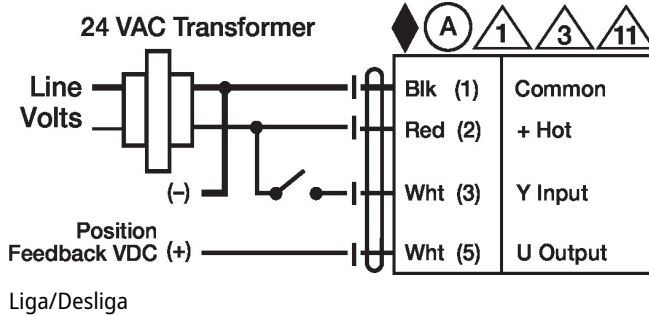 24 VAC Transformer
A 1 3 11
Line
Volts
Blk (1) Common
Red (2) + Hot
(–)
Wht (3) Y Input
Position
Feedback VDC (+)
Wht (5) U Output
Liga/Desliga